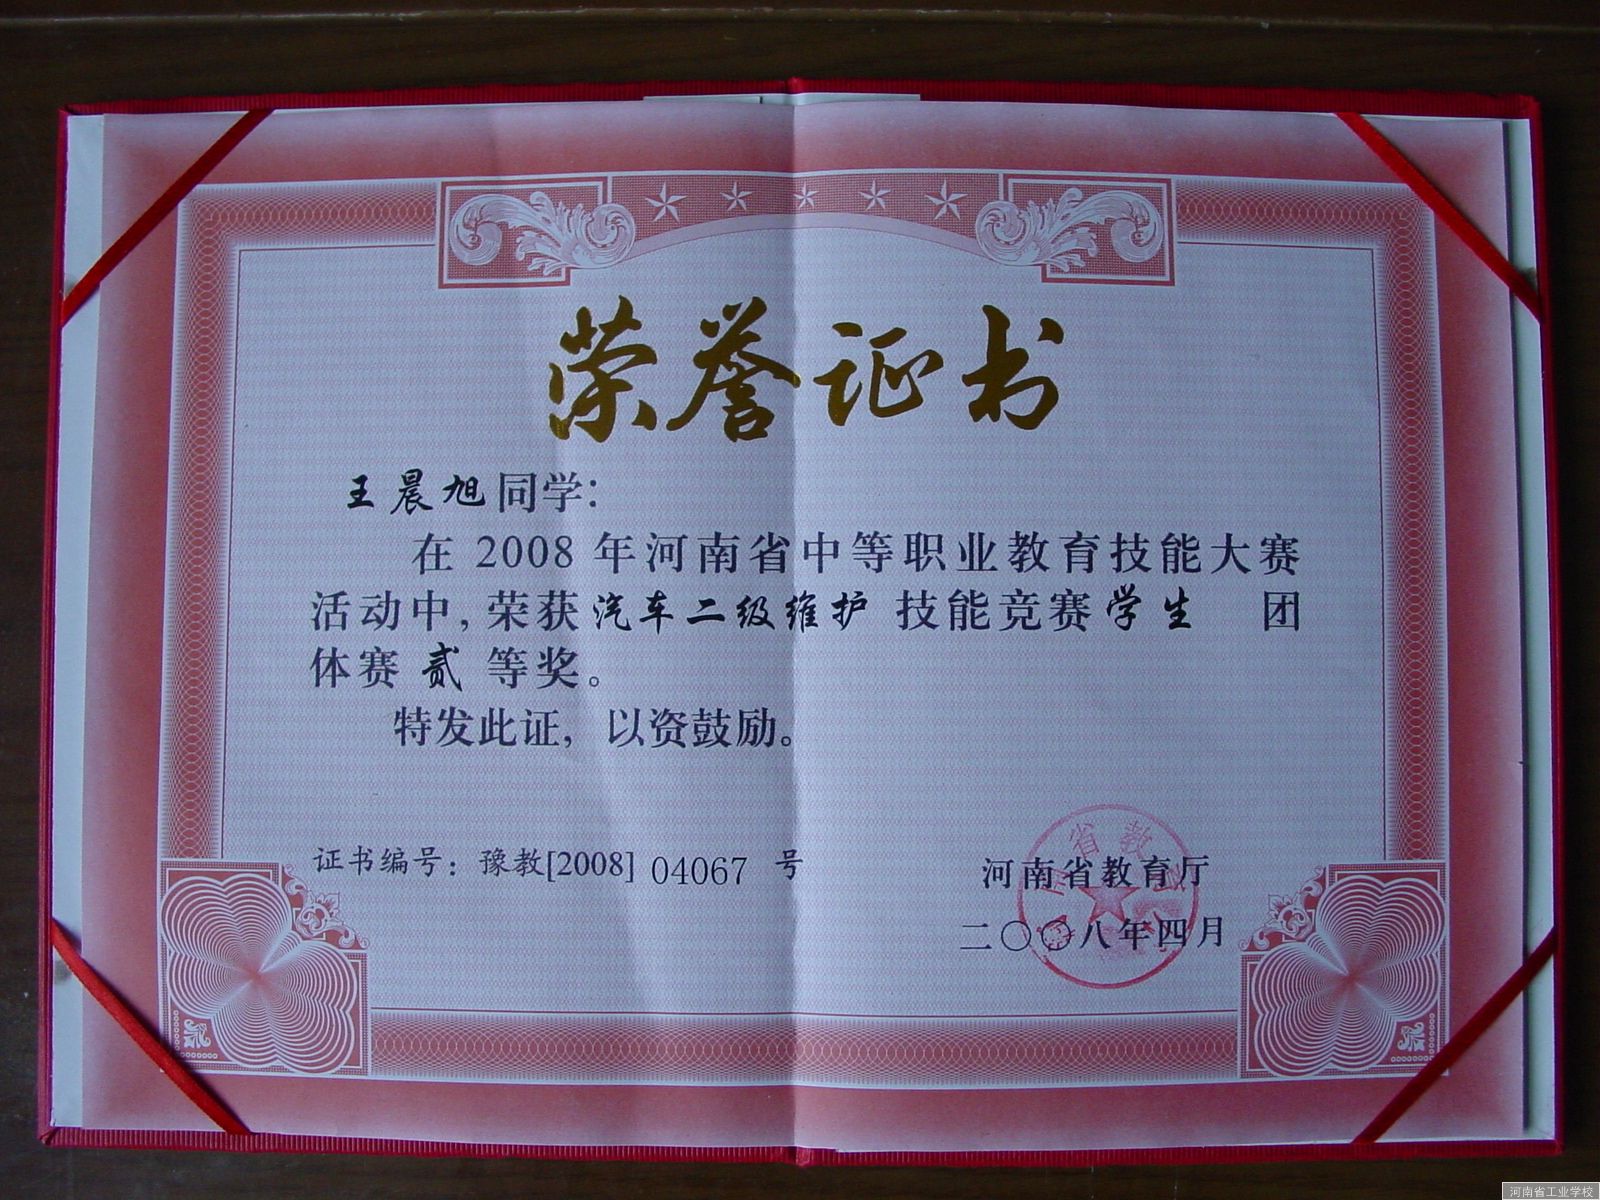 荣誉证书
王晨旭同学：
在 2008 年河南省中等职业教育技能大赛
活动中, 荣获汽车二级维护 技能竞赛学生 团
体赛 贰 等奖。
特发此证, 以资鼓励。
证书编号：豫教[2008] 04067 号
河南省教育厅
二〇〇八年四月
河南省工业学校